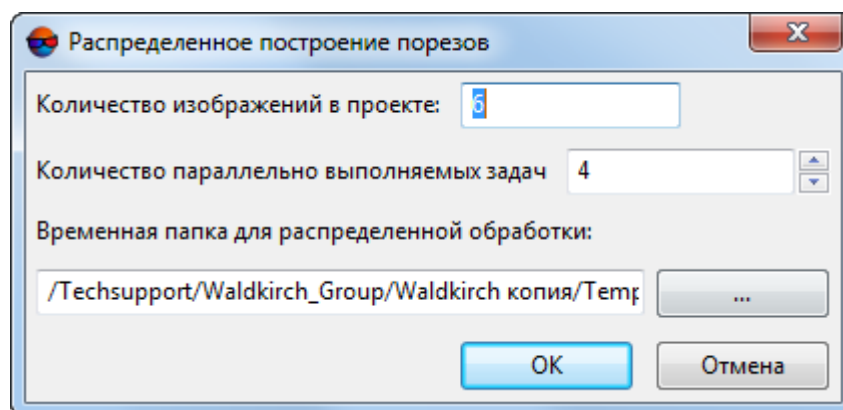 Распределенное построение порезов
Количество изображений в проекте: 6
Количество параллельно выполняемых задач 4
Временная папка для распределенной обработки:
/Techsupport/Waldkirch_Group/Waldkirch копия/Temp ...
OK Отмена